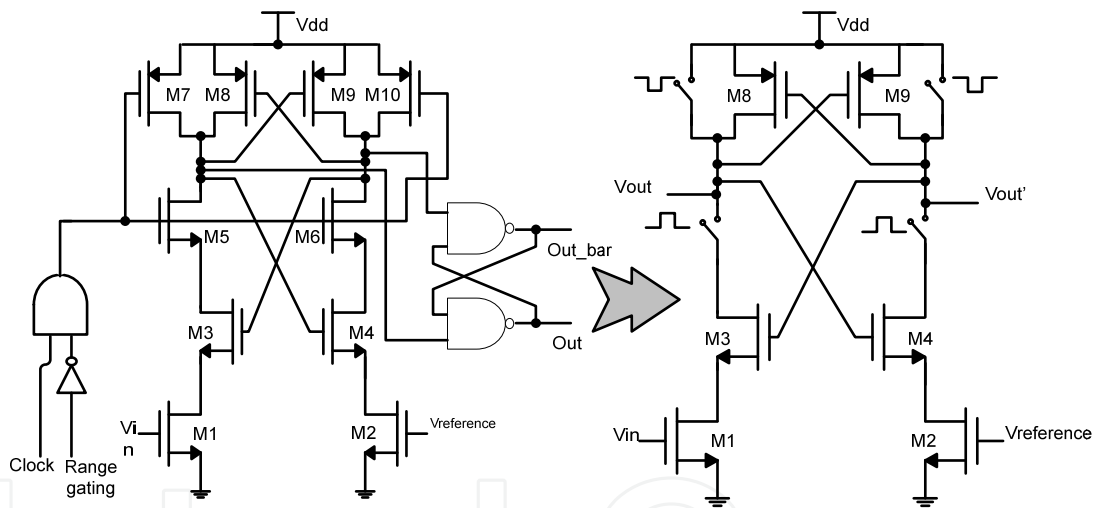 Vdd
M7
M8
M9
M10
M5
M6
M3
M4
Vi
n
M1
M2
Vreference
Clock
Range
gating
Out_bar
Out
Vdd
M8
M9
Vout
Vout'
M3
M4
Vin
M1
M2
Vreference